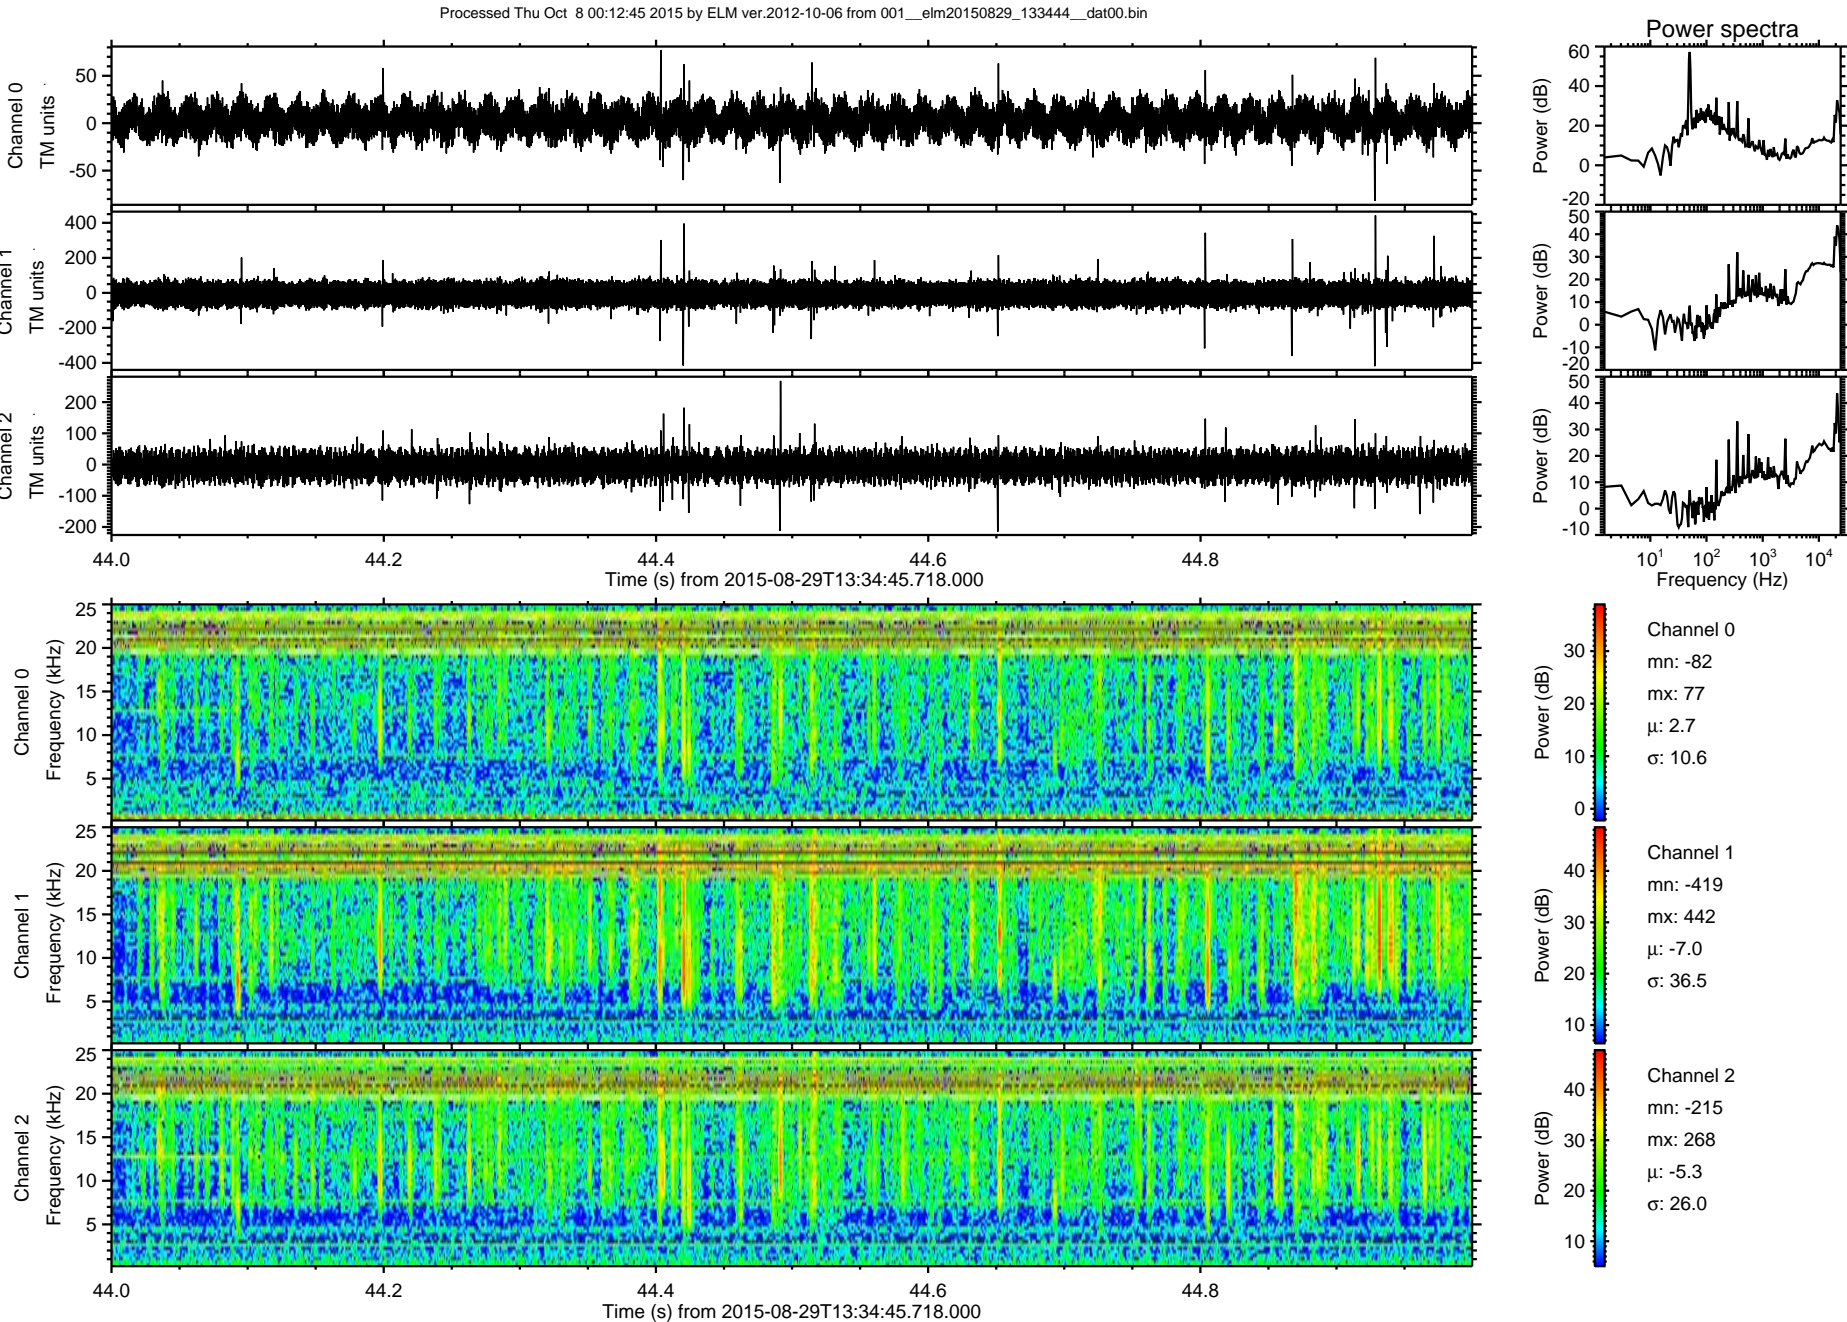 Processed Thu Oct  8 00:12:45 2015 by ELM ver.2012-10-06 from 001__elm20150829_133444__dat00.bin
Power spectra
Channel 0
TM units
50
0
-50
Power (dB)
60
40
20
0
-20
Channel 1
TM units
400
200
0
-200
-400
Power (dB)
50
40
30
20
10
0
-10
-20
Channel 2
TM units
200
100
0
-100
-200
Power (dB)
50
40
30
20
10
0
-10
44.0 44.2 44.4 44.6 44.8
Time (s) from 2015-08-29T13:34:45.718.000
10¹ 10² 10³ 10⁴
Frequency (Hz)
Channel 0
Frequency (kHz)
25
20
15
10
5
Power (dB)
30
20
10
0
Channel 0
mn: -82
mx: 77
μ: 2.7
σ: 10.6
Channel 1
Frequency (kHz)
25
20
15
10
5
Power (dB)
40
30
20
10
Channel 1
mn: -419
mx: 442
μ: -7.0
σ: 36.5
Channel 2
Frequency (kHz)
25
20
15
10
5
Power (dB)
40
30
20
10
Channel 2
mn: -215
mx: 268
μ: -5.3
σ: 26.0
44.0 44.2 44.4 44.6 44.8
Time (s) from 2015-08-29T13:34:45.718.000